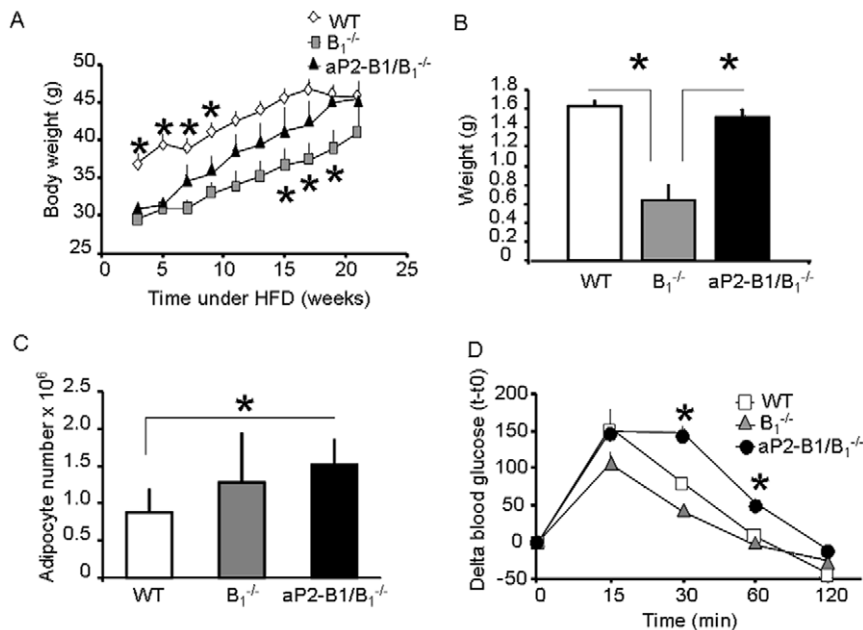 A
WT
B₁⁻/⁻
aP2-B1/B₁⁻/⁻
Body weight (g)
50
45
40
35
30
25
* * * *
* * *
0 5 10 15 20 25
Time under HFD (weeks)
B
* *
Weight (g)
1.8
1.6
1.4
1.2
1.0
0.8
0.6
0.4
0.2
0
WT B₁⁻/⁻ aP2-B1/B₁⁻/⁻
C
Adipocyte number x 10⁶
2.5
2.0
1.5
1.0
0.5
0
*
WT B₁⁻/⁻ aP2-B1/B₁⁻/⁻
D
WT
B₁⁻/⁻
aP2-B1/B₁⁻/⁻
Delta blood glucose (t-t0)
200
150
100
50
0
-50
*
*
0 15 30 60 120
Time (min)